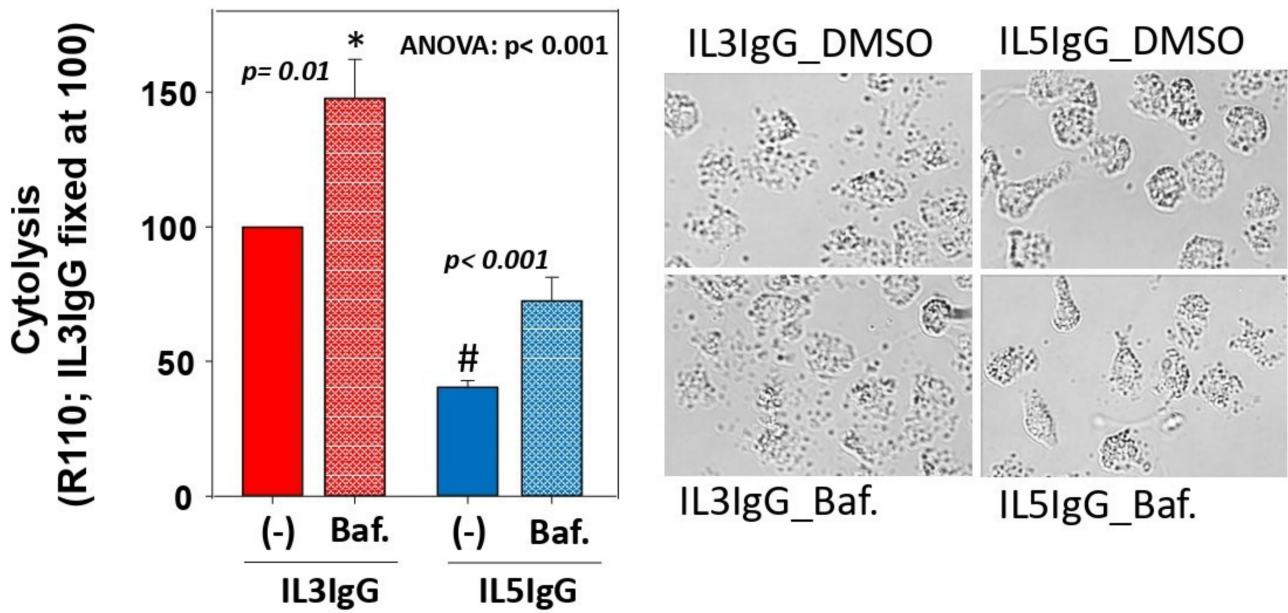 Cytolysis
(R110; IL3IgG fixed at 100)
150
100
50
0
p= 0.01
*
ANOVA: p< 0.001
p< 0.001
#
(-) Baf. (-) Baf.
IL3IgG IL5IgG
IL3IgG_DMSO IL5IgG_DMSO
IL3IgG_Baf. IL5IgG_Baf.